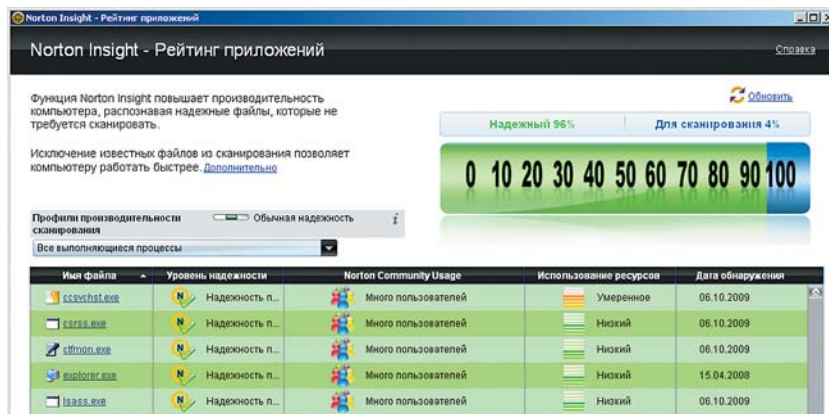 Norton Insight - Рейтинг приложений
Norton Insight - Рейтинг приложений
Справка
Функция Norton Insight повышает производительность
компьютера, распознавая надежные файлы, которые не
требуется сканировать.
Исключение известных файлов из сканирования позволяет
компьютеру работать быстрее. Дополнительно
Обновить
Надежный 96% Для сканирования 4%
0 10 20 30 40 50 60 70 80 90 100
Профили производительности
сканирования
Обычная надежность
Все выполняющиеся процессы
Имя файла Уровень надежности Norton Community Usage Использование ресурсов Дата обнаружения
ccsvchst.exe Надежность п... Много пользователей Умеренное 06.10.2009
csrss.exe Надежность п... Много пользователей Низкий 06.10.2009
ctfmon.exe Надежность п... Много пользователей Низкий 06.10.2009
explorer.exe Надежность п... Много пользователей Низкий 15.04.2008
lsass.exe Надежность п... Много пользователей Низкий 06.10.2009